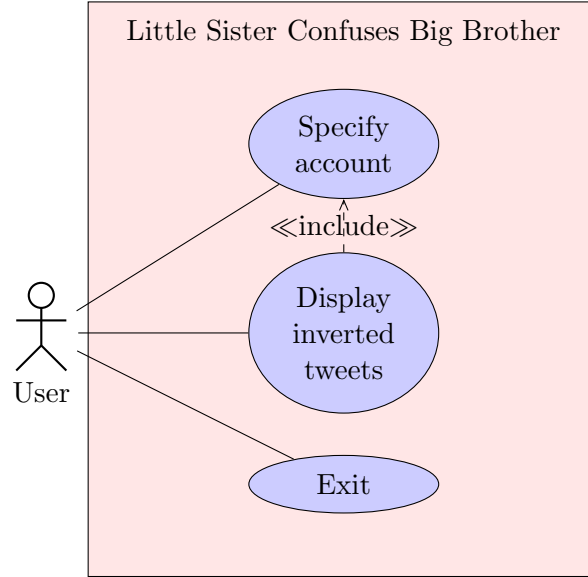 Little Sister Confuses Big Brother
Specify
account
≪include≫
Display
inverted
tweets
User
Exit